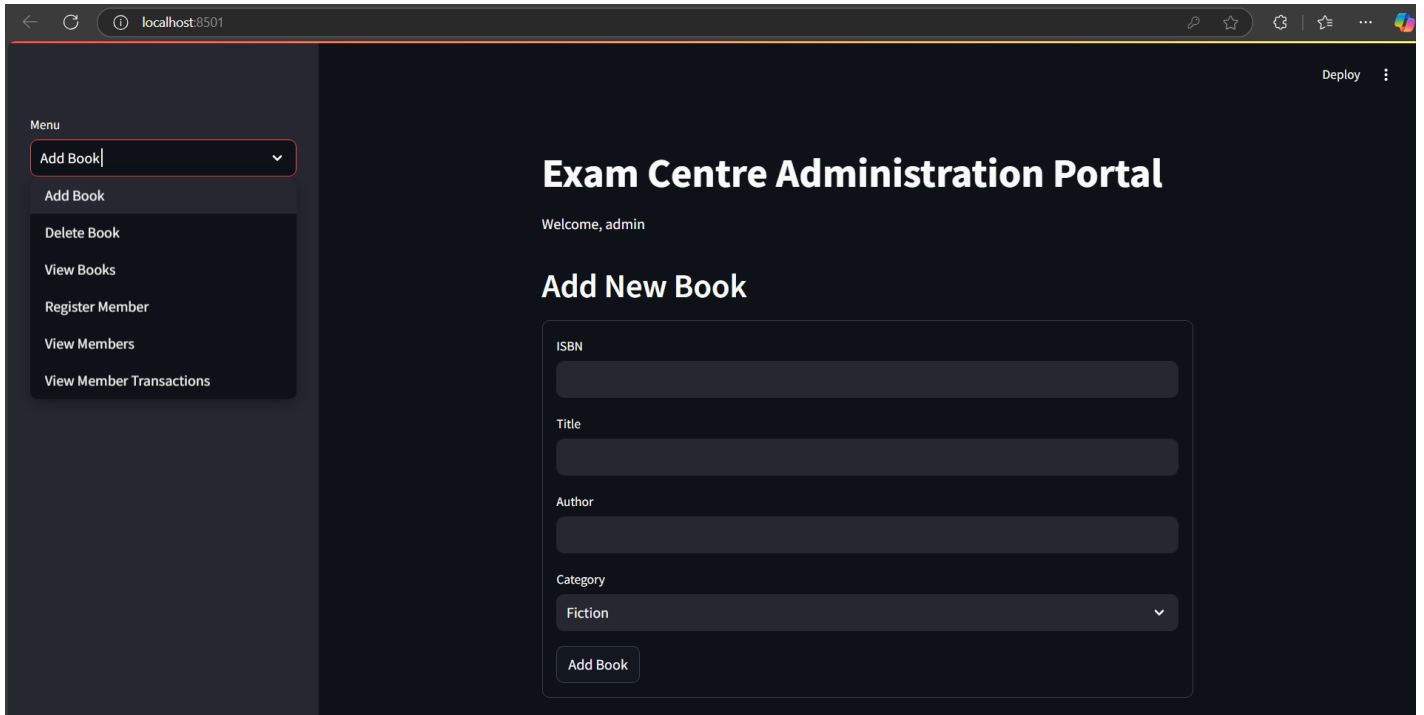 localhost:8501
Deploy
Menu
Add Book
Add Book
Delete Book
View Books
Register Member
View Members
View Member Transactions
Exam Centre Administration Portal
Welcome, admin
Add New Book
ISBN
Title
Author
Category
Fiction
Add Book